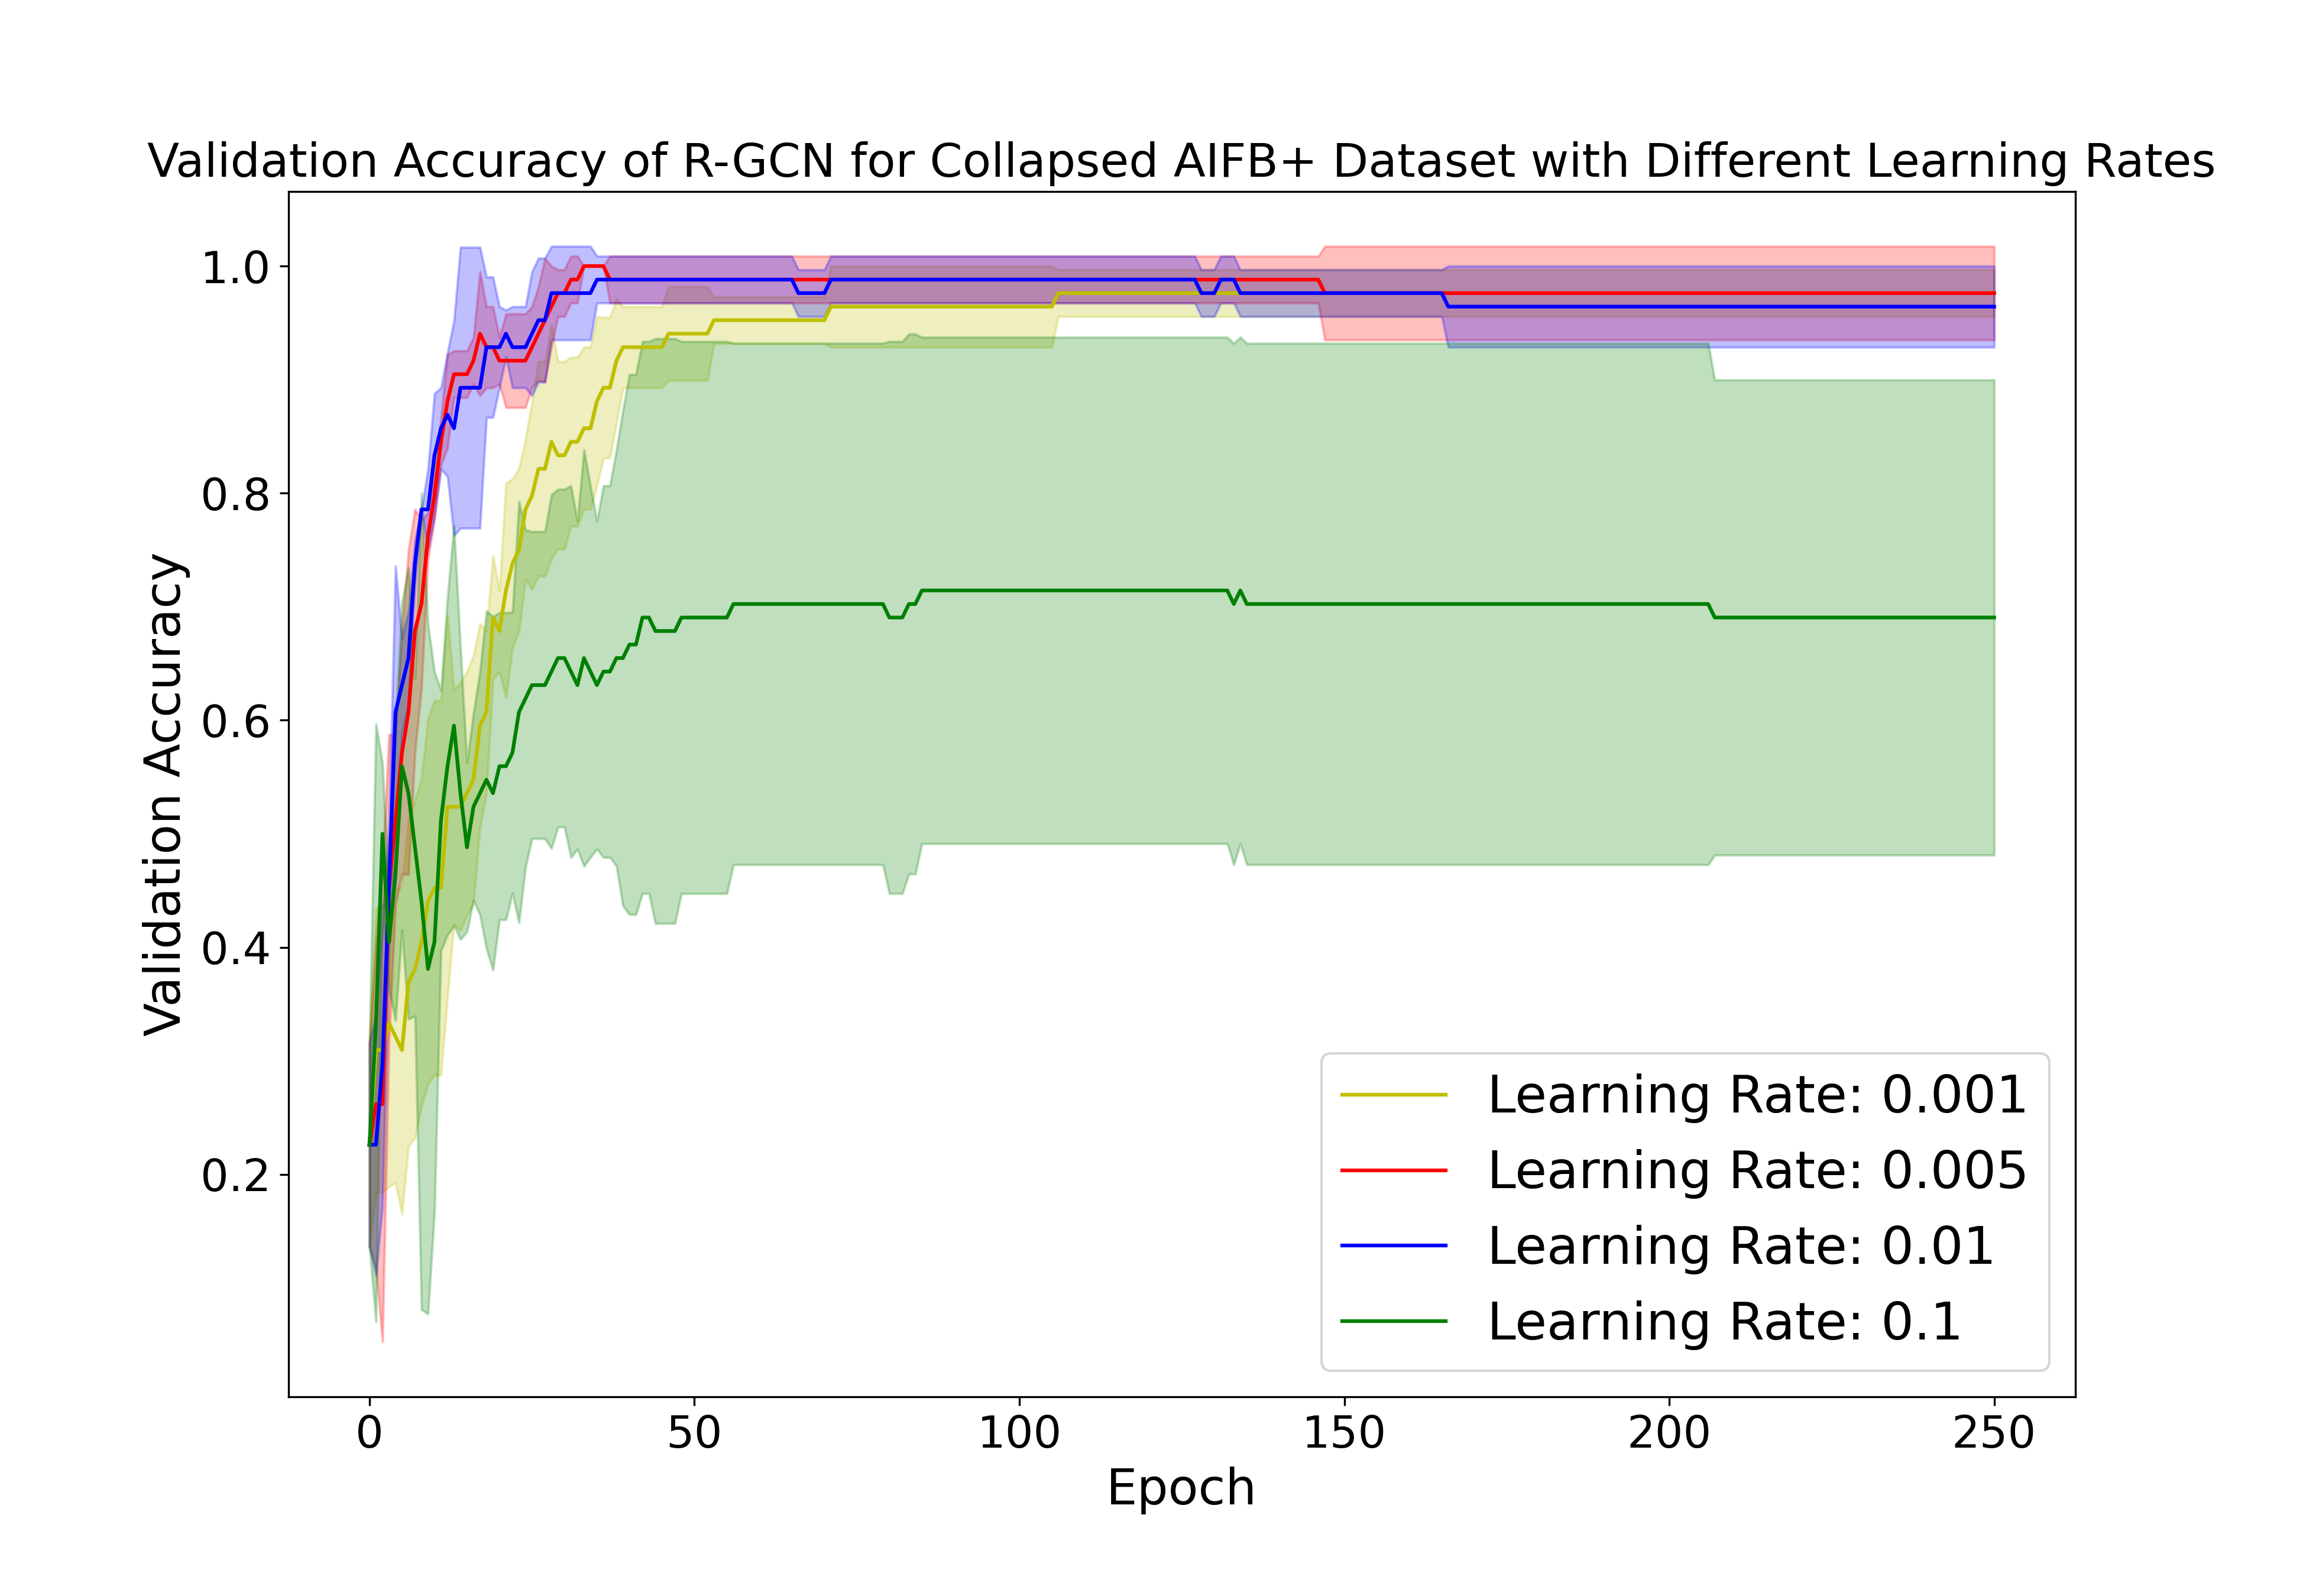 Validation Accuracy of R-GCN for Collapsed AIFB+ Dataset with Different Learning Rates
Validation Accuracy
1.0
0.8
0.6
0.4
0.2
0 50 100 150 200 250
Epoch
Learning Rate: 0.001
Learning Rate: 0.005
Learning Rate: 0.01
Learning Rate: 0.1